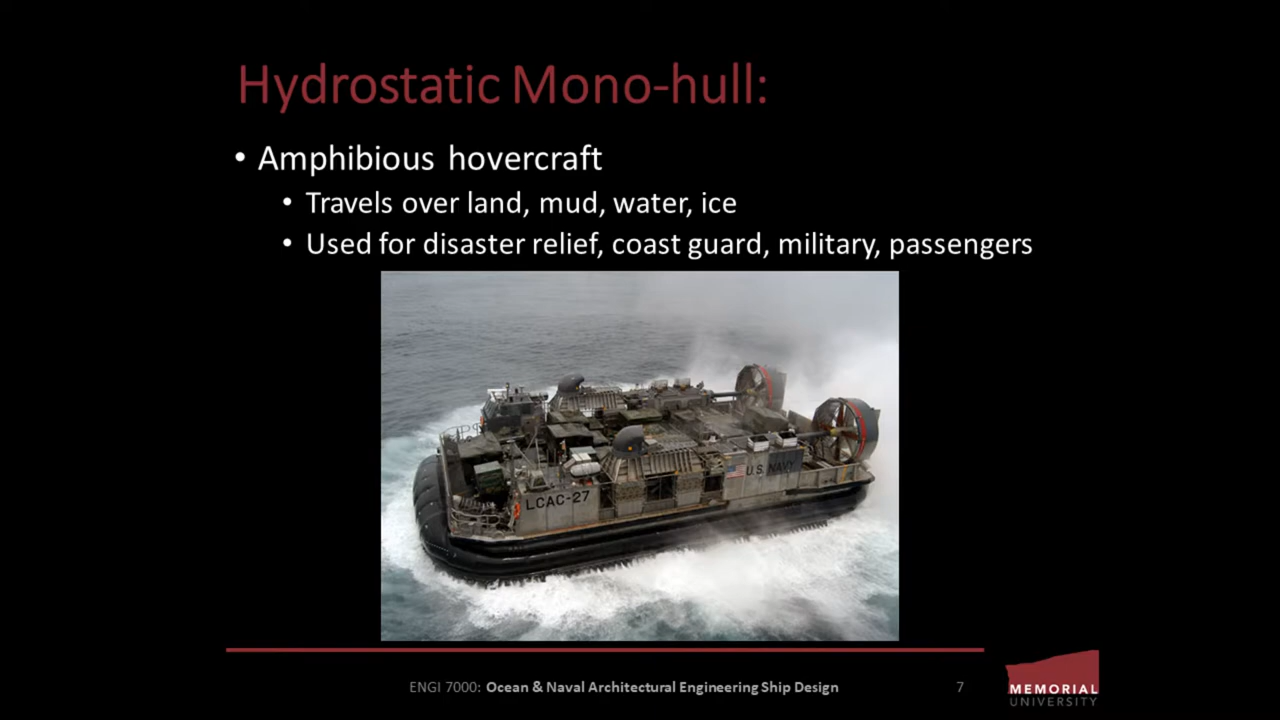 Hydrostatic Mono-hull:
• Amphibious hovercraft
• Travels over land, mud, water, ice
• Used for disaster relief, coast guard, military, passengers
LCAC-27
U.S. NAVY
ENGI 7000: Ocean & Naval Architectural Engineering Ship Design
7
MEMORIAL
UNIVERSITY